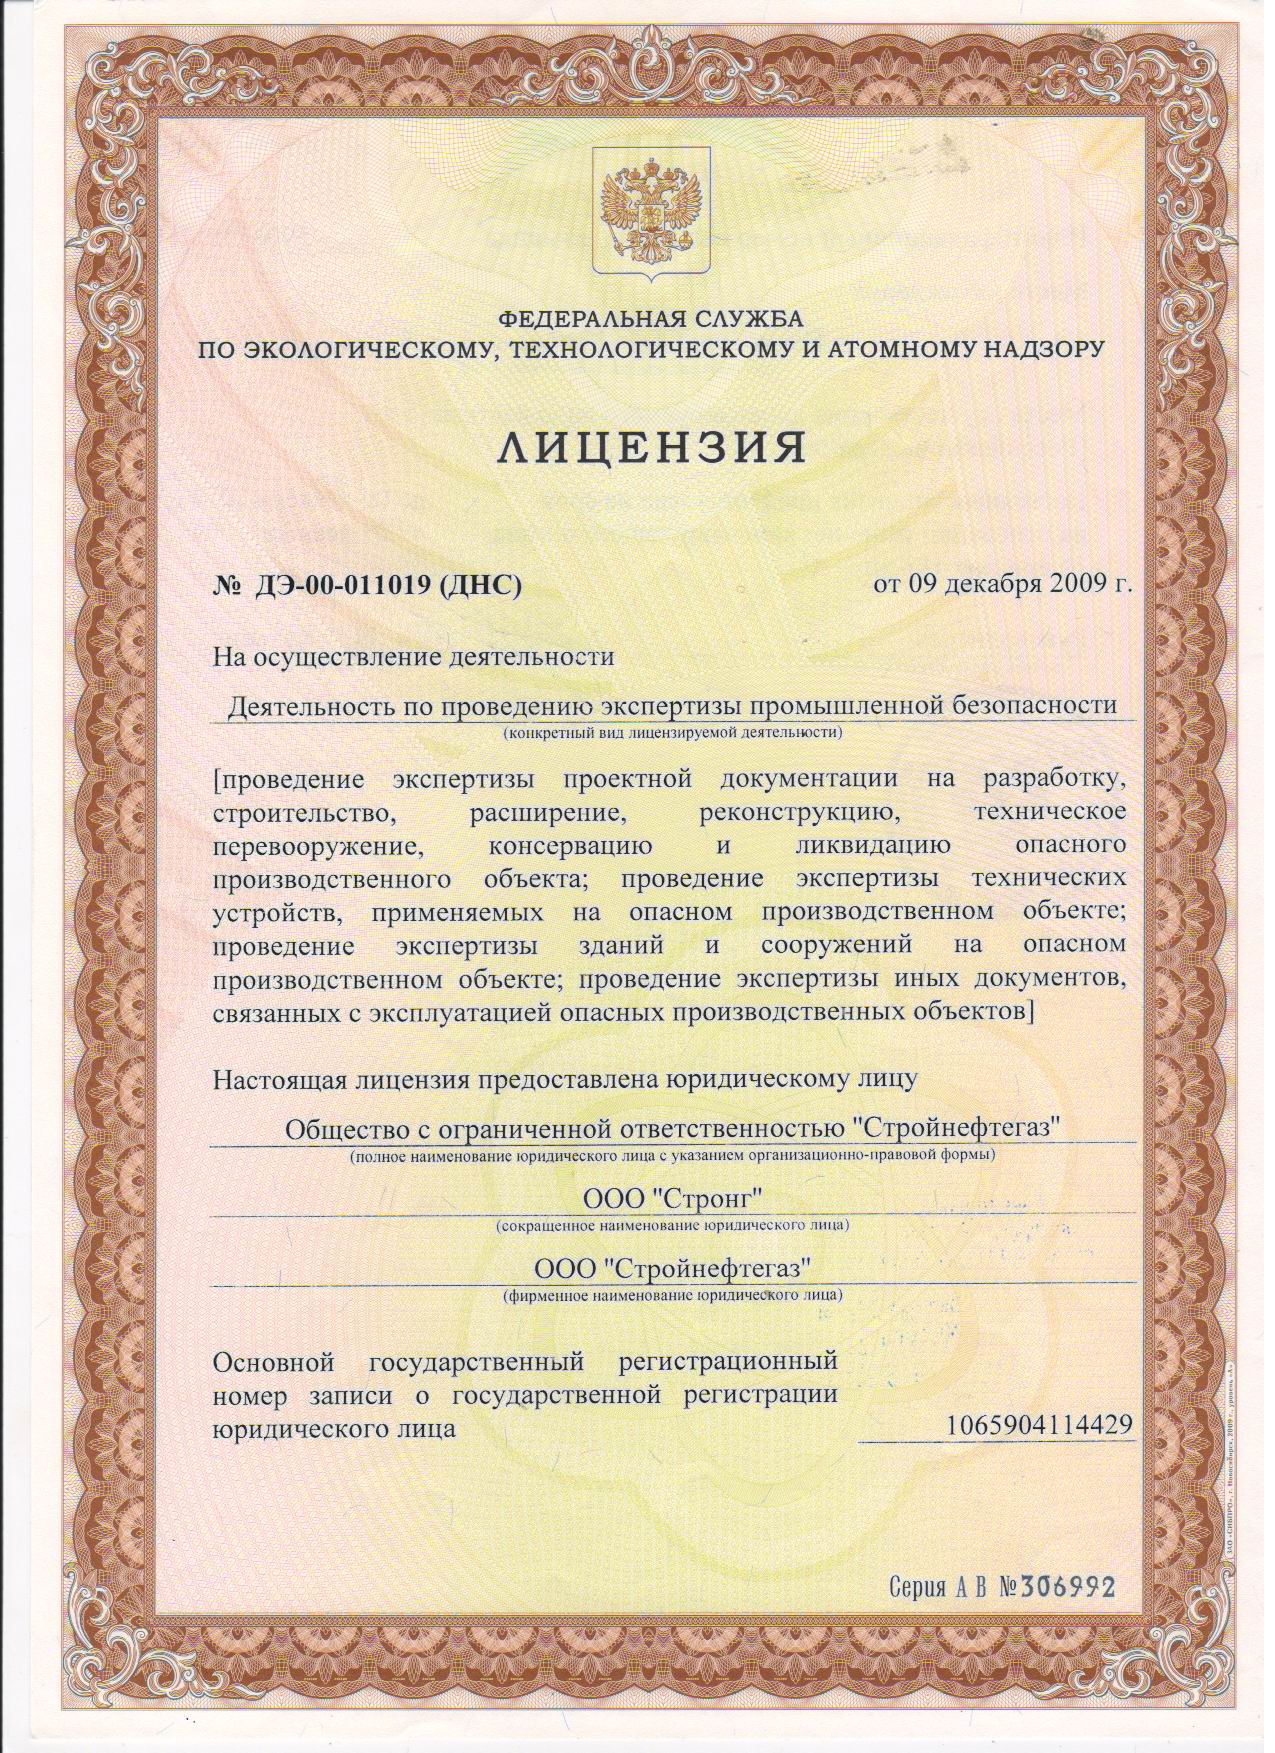 ФЕДЕРАЛЬНАЯ СЛУЖБА
ПО ЭКОЛОГИЧЕСКОМУ, ТЕХНОЛОГИЧЕСКОМУ И АТОМНОМУ НАДЗОРУ
ЛИЦЕНЗИЯ
№ ДЭ-00-011019 (ДНС)
от 09 декабря 2009 г.
На осуществление деятельности
Деятельность по проведению экспертизы промышленной безопасности
(конкретный вид лицензируемой деятельности)
[проведение экспертизы проектной документации на разработку,
строительство, расширение, реконструкцию, техническое
перевооружение, консервацию и ликвидацию опасного
производственного объекта; проведение экспертизы технических
устройств, применяемых на опасном производственном объекте;
проведение экспертизы зданий и сооружений на опасном
производственном объекте; проведение экспертизы иных документов,
связанных с эксплуатацией опасных производственных объектов]
Настоящая лицензия предоставлена юридическому лицу
Общество с ограниченной ответственностью "Стройнефтегаз"
(полное наименование юридического лица с указанием организационно-правовой формы)
ООО "Стронг"
(сокращенное наименование юридического лица)
ООО "Стройнефтегаз"
(фирменное наименование юридического лица)
Основной государственный регистрационный
номер записи о государственной регистрации
юридического лица
1065904114429
Серия А В №306992
ЗАО «СИБПРО», г. Новосибирск, 2009 г., уровень «А»